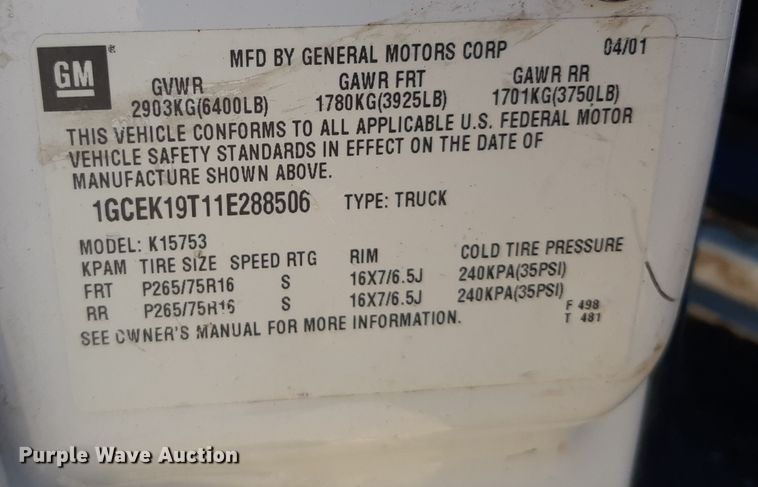 GM ® MFD BY GENERAL MOTORS CORP 04/01
GVWR GAWR FRT GAWR RR
2903KG(6400LB) 1780KG(3925LB) 1701KG(3750LB)
THIS VEHICLE CONFORMS TO ALL APPLICABLE U.S. FEDERAL MOTOR
VEHICLE SAFETY STANDARDS IN EFFECT ON THE DATE OF
MANUFACTURE SHOWN ABOVE.
1GCEK19T11E288506 TYPE: TRUCK
MODEL: K15753
KPAM TIRE SIZE SPEED RTG RIM COLD TIRE PRESSURE
FRT P265/75R16 S 16X7/6.5J 240KPA(35PSI)
RR P265/75R16 S 16X7/6.5J 240KPA(35PSI)
SEE OWNER'S MANUAL FOR MORE INFORMATION.
F 498
T 481
Purple Wave Auction